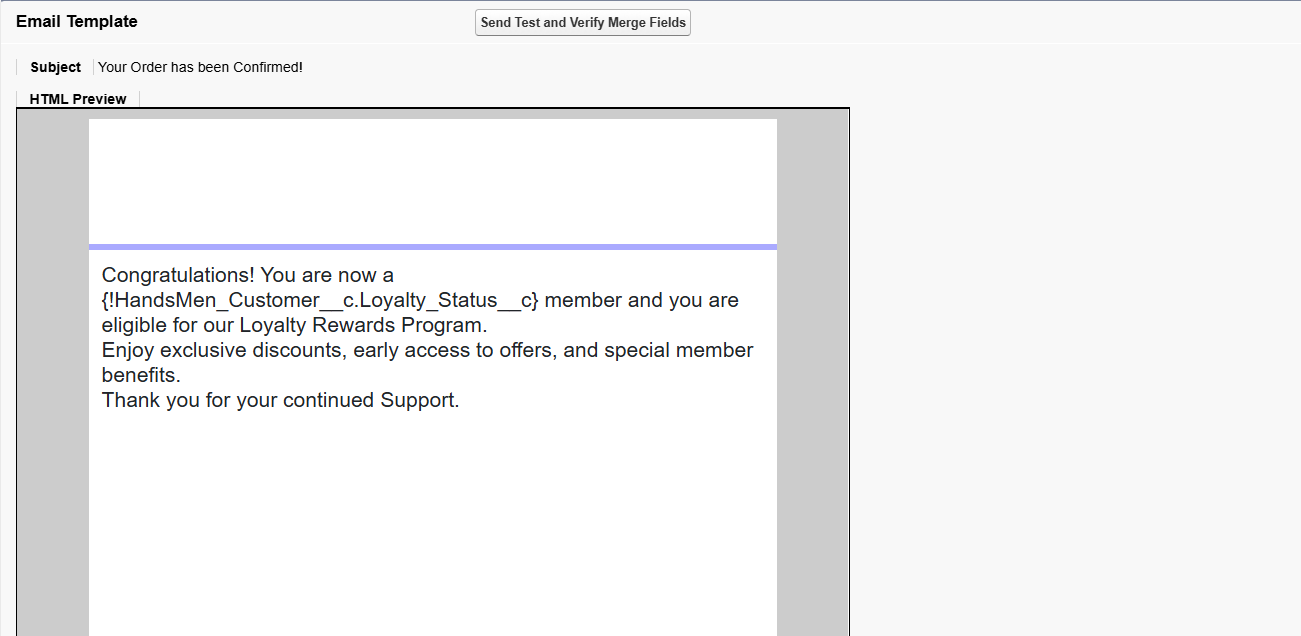 Email Template
Send Test and Verify Merge Fields
Subject
Your Order has been Confirmed!
HTML Preview
Congratulations! You are now a
{!HandsMen_Customer__c.Loyalty_Status__c} member and you are
eligible for our Loyalty Rewards Program.
Enjoy exclusive discounts, early access to offers, and special member
benefits.
Thank you for your continued Support.